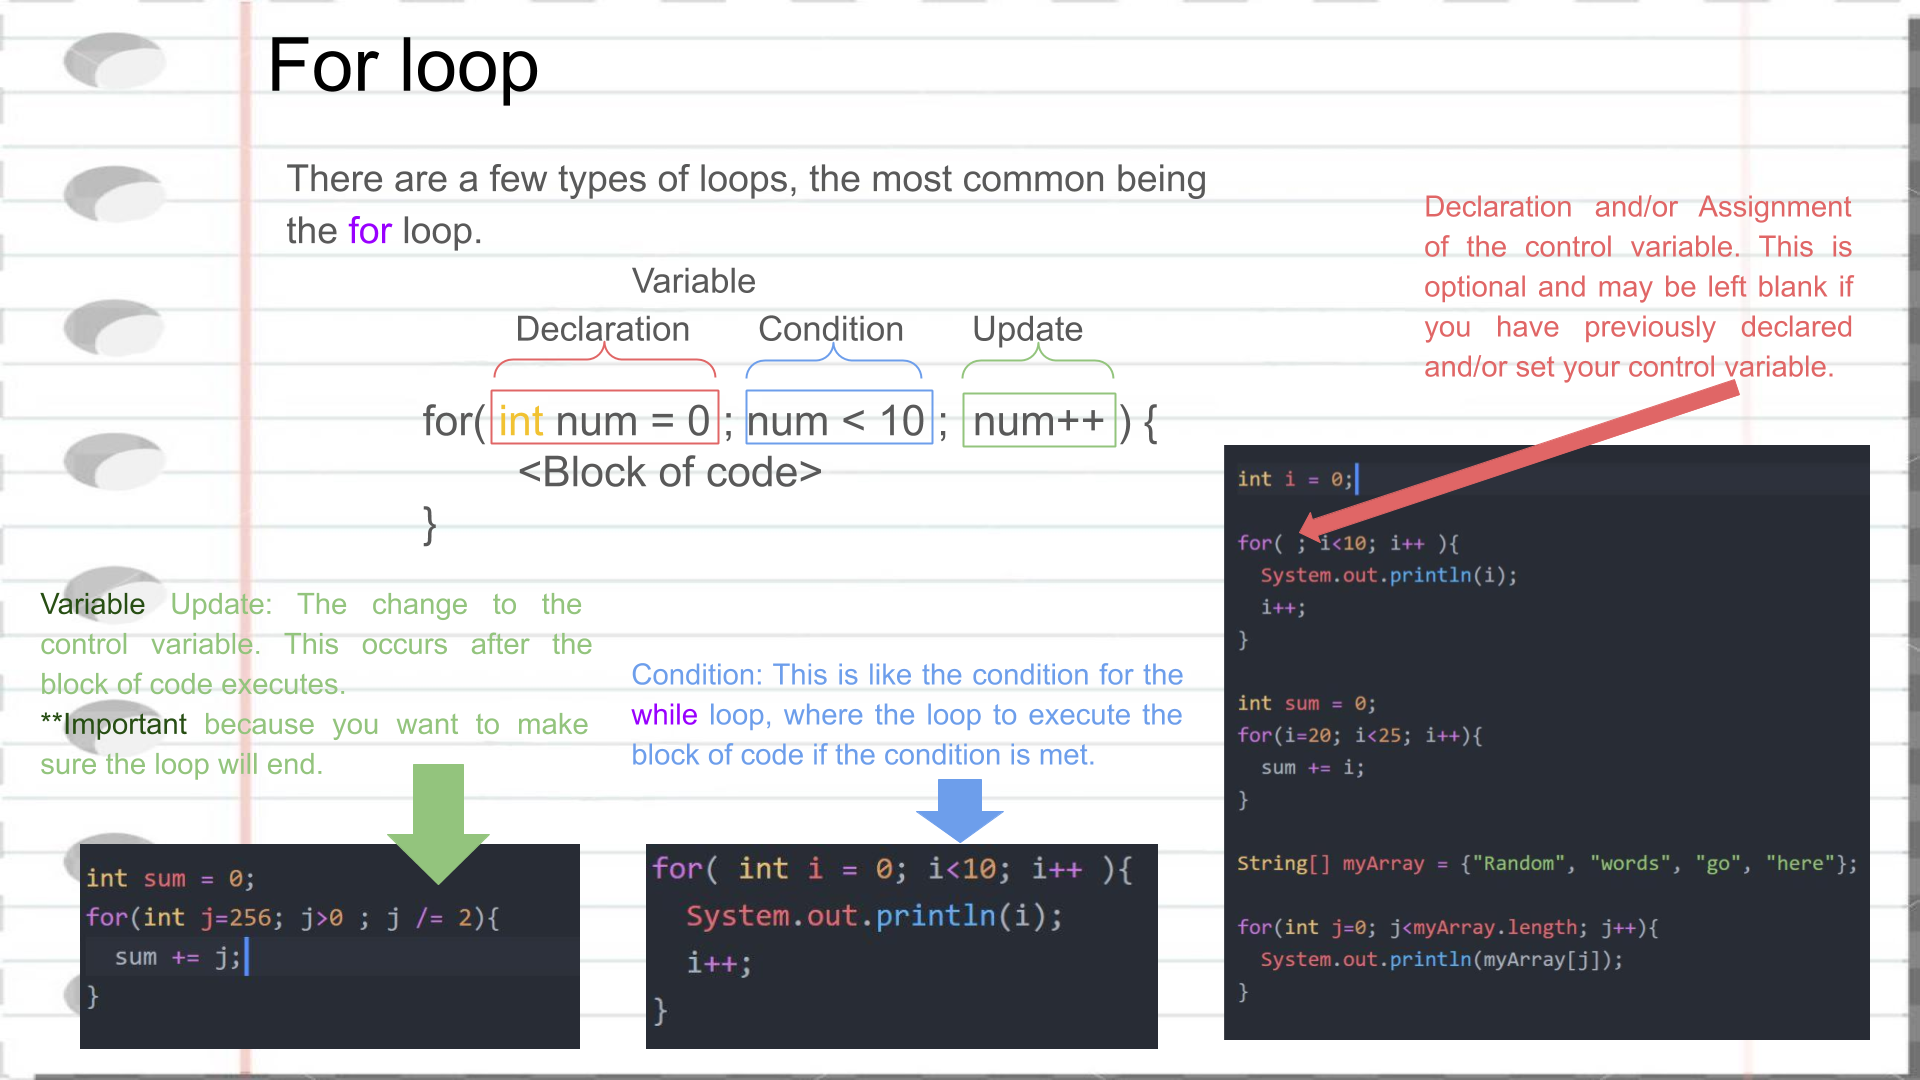 For loop
There are a few types of loops, the most common being
the for loop.
Variable
Declaration Condition Update
for( int num = 0 ; num < 10 ; num++ ) {
<Block of code>
}
Declaration and/or Assignment
of the control variable. This is
optional and may be left blank if
you have previously declared
and/or set your control variable.
Variable Update: The change to the
control variable. This occurs after the
block of code executes.
**Important because you want to make
sure the loop will end.
int sum = 0;
for(int j=256; j>0 ; j /= 2){
sum += j;
}
Condition: This is like the condition for the
while loop, where the loop to execute the
block of code if the condition is met.
for( int i = 0; i<10; i++ ){
System.out.println(i);
i++;
}
int i = 0;
for( ; i<10; i++ ){
System.out.println(i);
i++;
}
int sum = 0;
for(i=20; i<25; i++){
sum += i;
}
String[] myArray = {"Random", "words", "go", "here"};
for(int j=0; j<myArray.length; j++){
System.out.println(myArray[j]);
}